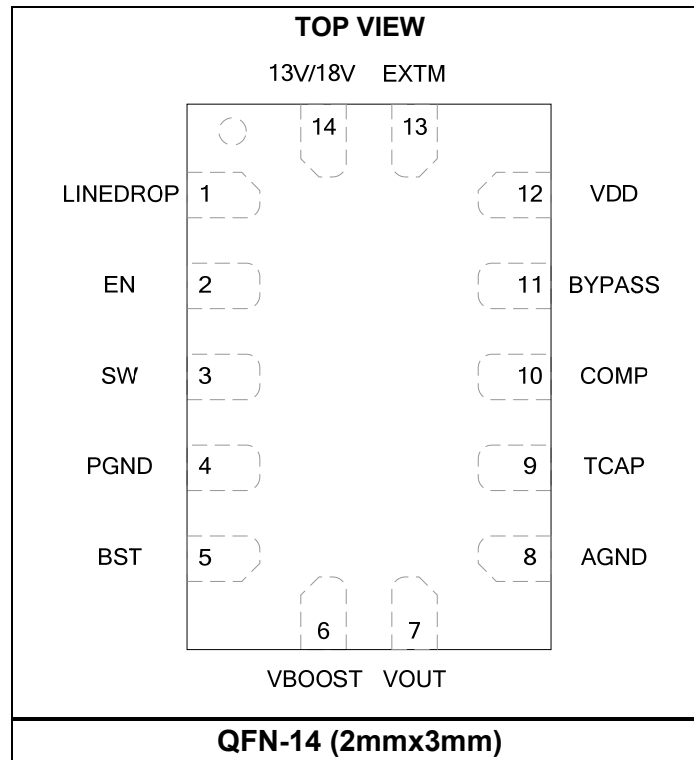 TOP VIEW
13V/18V EXTM
14 13
LINEDROP 1 12 VDD
EN 2 11 BYPASS
SW 3 10 COMP
PGND 4 9 TCAP
BST 5 8 AGND
6 7
VBOOST VOUT
QFN-14 (2mmx3mm)